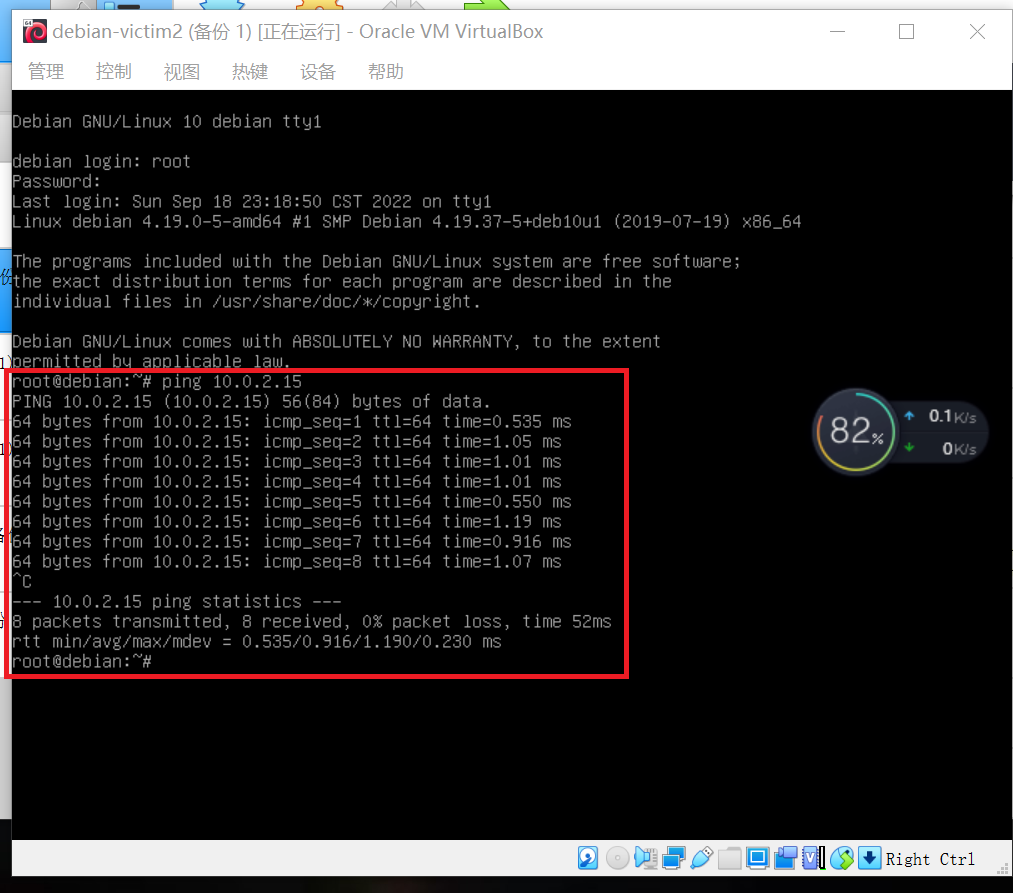 debian-victim2 (备份 1) [正在运行] - Oracle VM VirtualBox
管理 控制 视图 热键 设备 帮助
Debian GNU/Linux 10 debian tty1
debian login: root
Password:
Last login: Sun Sep 18 23:18:50 CST 2022 on tty1
Linux debian 4.19.0-5-amd64 #1 SMP Debian 4.19.37-5+deb10u1 (2019-07-19) x86_64
The programs included with the Debian GNU/Linux system are free software;
the exact distribution terms for each program are described in the
individual files in /usr/share/doc/*/copyright.
Debian GNU/Linux comes with ABSOLUTELY NO WARRANTY, to the extent
permitted by applicable law.
root@debian:~# ping 10.0.2.15
PING 10.0.2.15 (10.0.2.15) 56(84) bytes of data.
64 bytes from 10.0.2.15: icmp_seq=1 ttl=64 time=0.535 ms
64 bytes from 10.0.2.15: icmp_seq=2 ttl=64 time=1.05 ms
64 bytes from 10.0.2.15: icmp_seq=3 ttl=64 time=1.01 ms
64 bytes from 10.0.2.15: icmp_seq=4 ttl=64 time=1.01 ms
64 bytes from 10.0.2.15: icmp_seq=5 ttl=64 time=0.550 ms
64 bytes from 10.0.2.15: icmp_seq=6 ttl=64 time=1.19 ms
64 bytes from 10.0.2.15: icmp_seq=7 ttl=64 time=0.916 ms
64 bytes from 10.0.2.15: icmp_seq=8 ttl=64 time=1.07 ms
^C
--- 10.0.2.15 ping statistics ---
8 packets transmitted, 8 received, 0% packet loss, time 52ms
rtt min/avg/max/mdev = 0.535/0.916/1.190/0.230 ms
root@debian:~#
82%
0.1K/s
0K/s
Right Ctrl